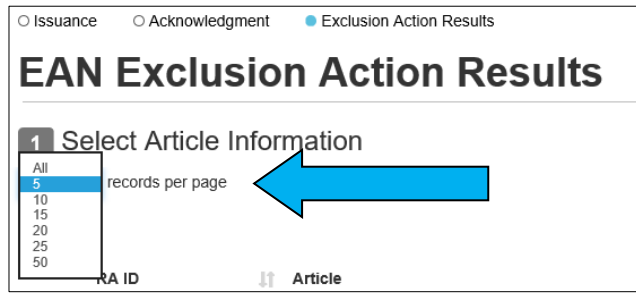 Issuance Acknowledgment Exclusion Action Results
EAN Exclusion Action Results
1 Select Article Information
All
5 records per page
10
15
20
25
50
RA ID Article